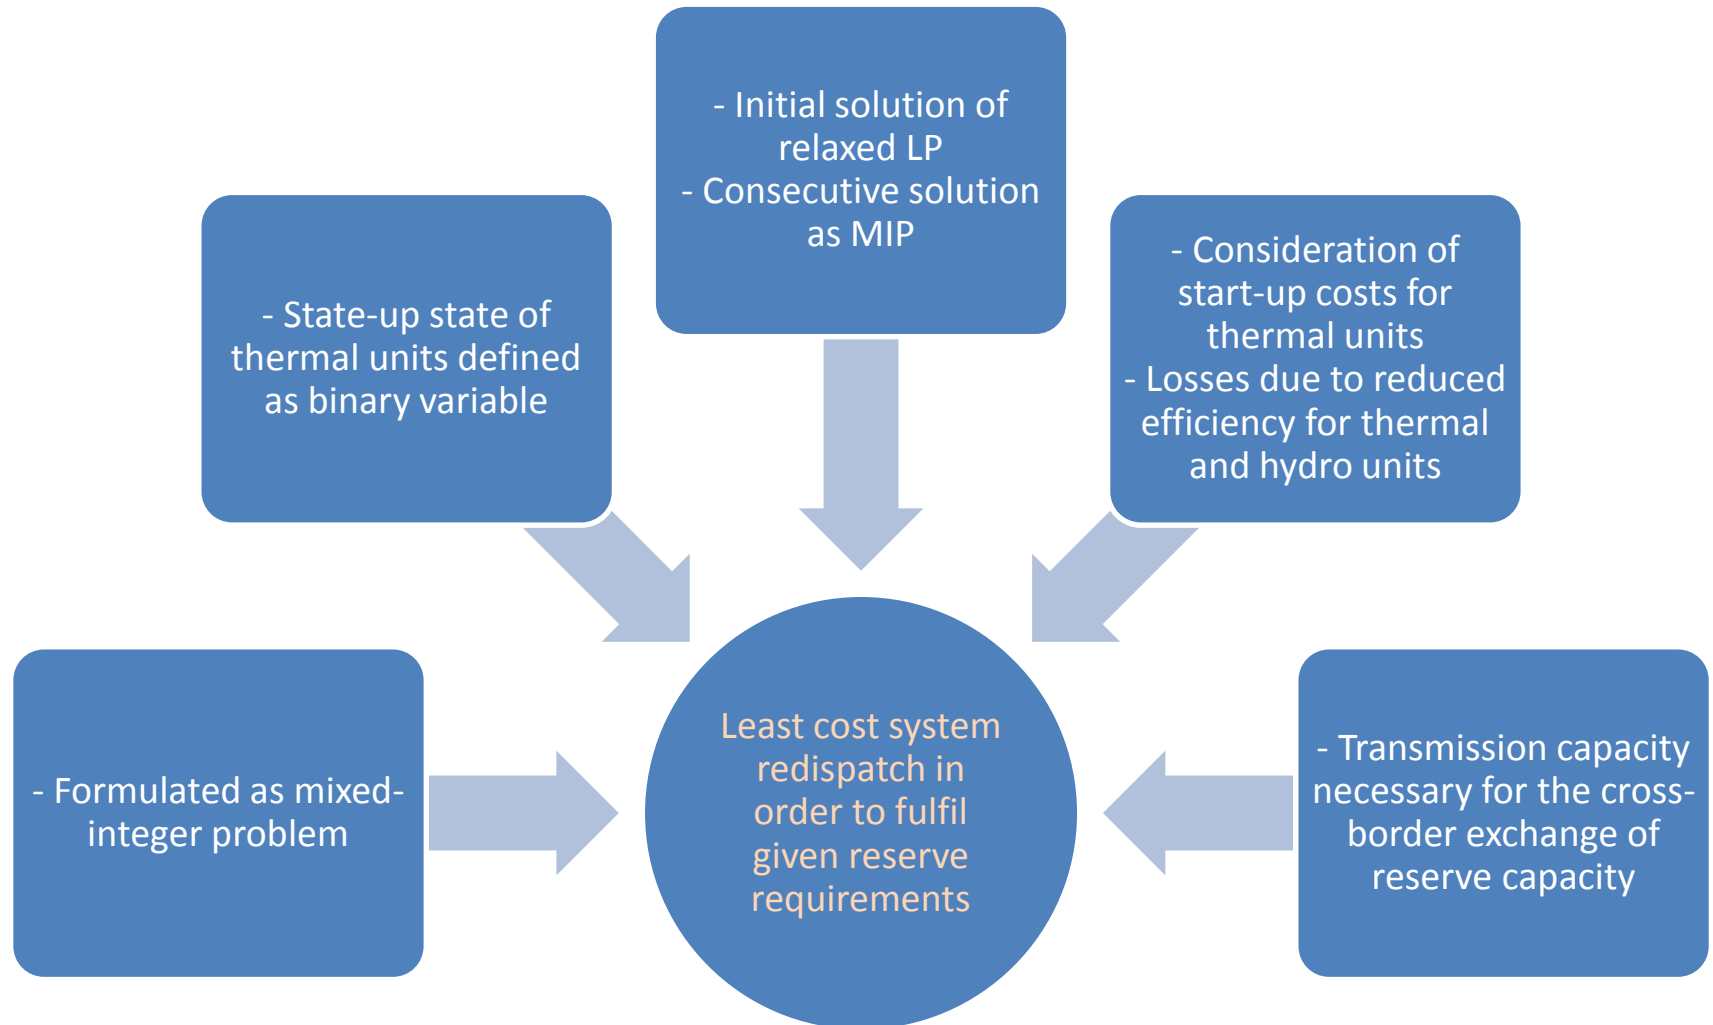 - Initial solution of
relaxed LP
- Consecutive solution
as MIP
- State-up state of
thermal units defined
as binary variable
- Consideration of
start-up costs for
thermal units
- Losses due to reduced
efficiency for thermal
and hydro units
- Formulated as mixed-
integer problem
Least cost system
redispatch in
order to fulfil
given reserve
requirements
- Transmission capacity
necessary for the cross-
border exchange of
reserve capacity